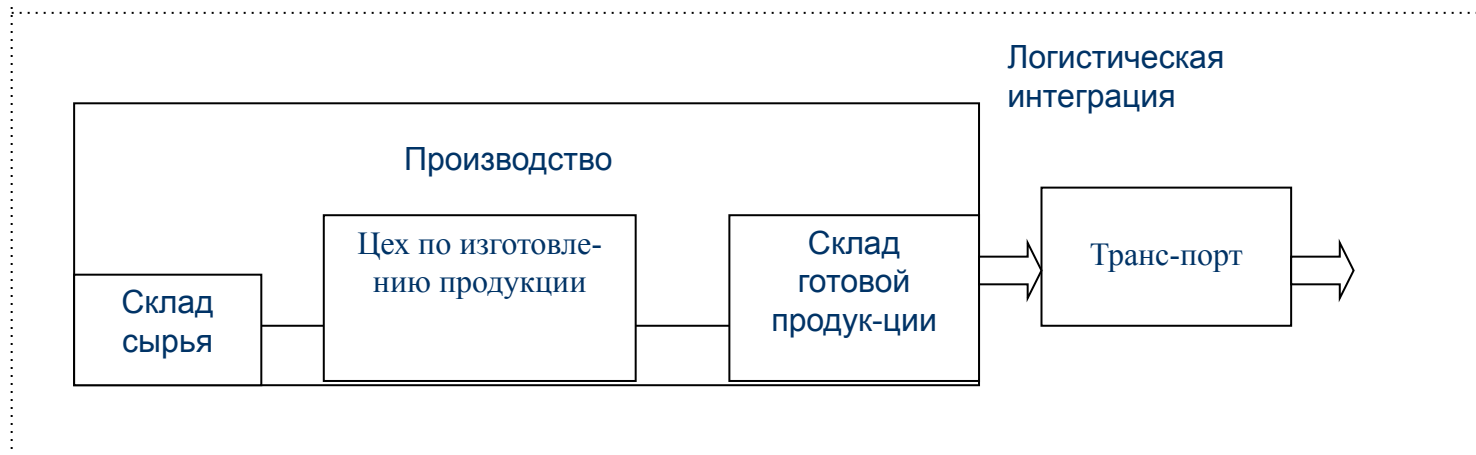 Логистическая
интеграция
Производство
Цех по изготовле-
нию продукции
Склад
готовой
продук-ции
Транс-порт
Склад
сырья